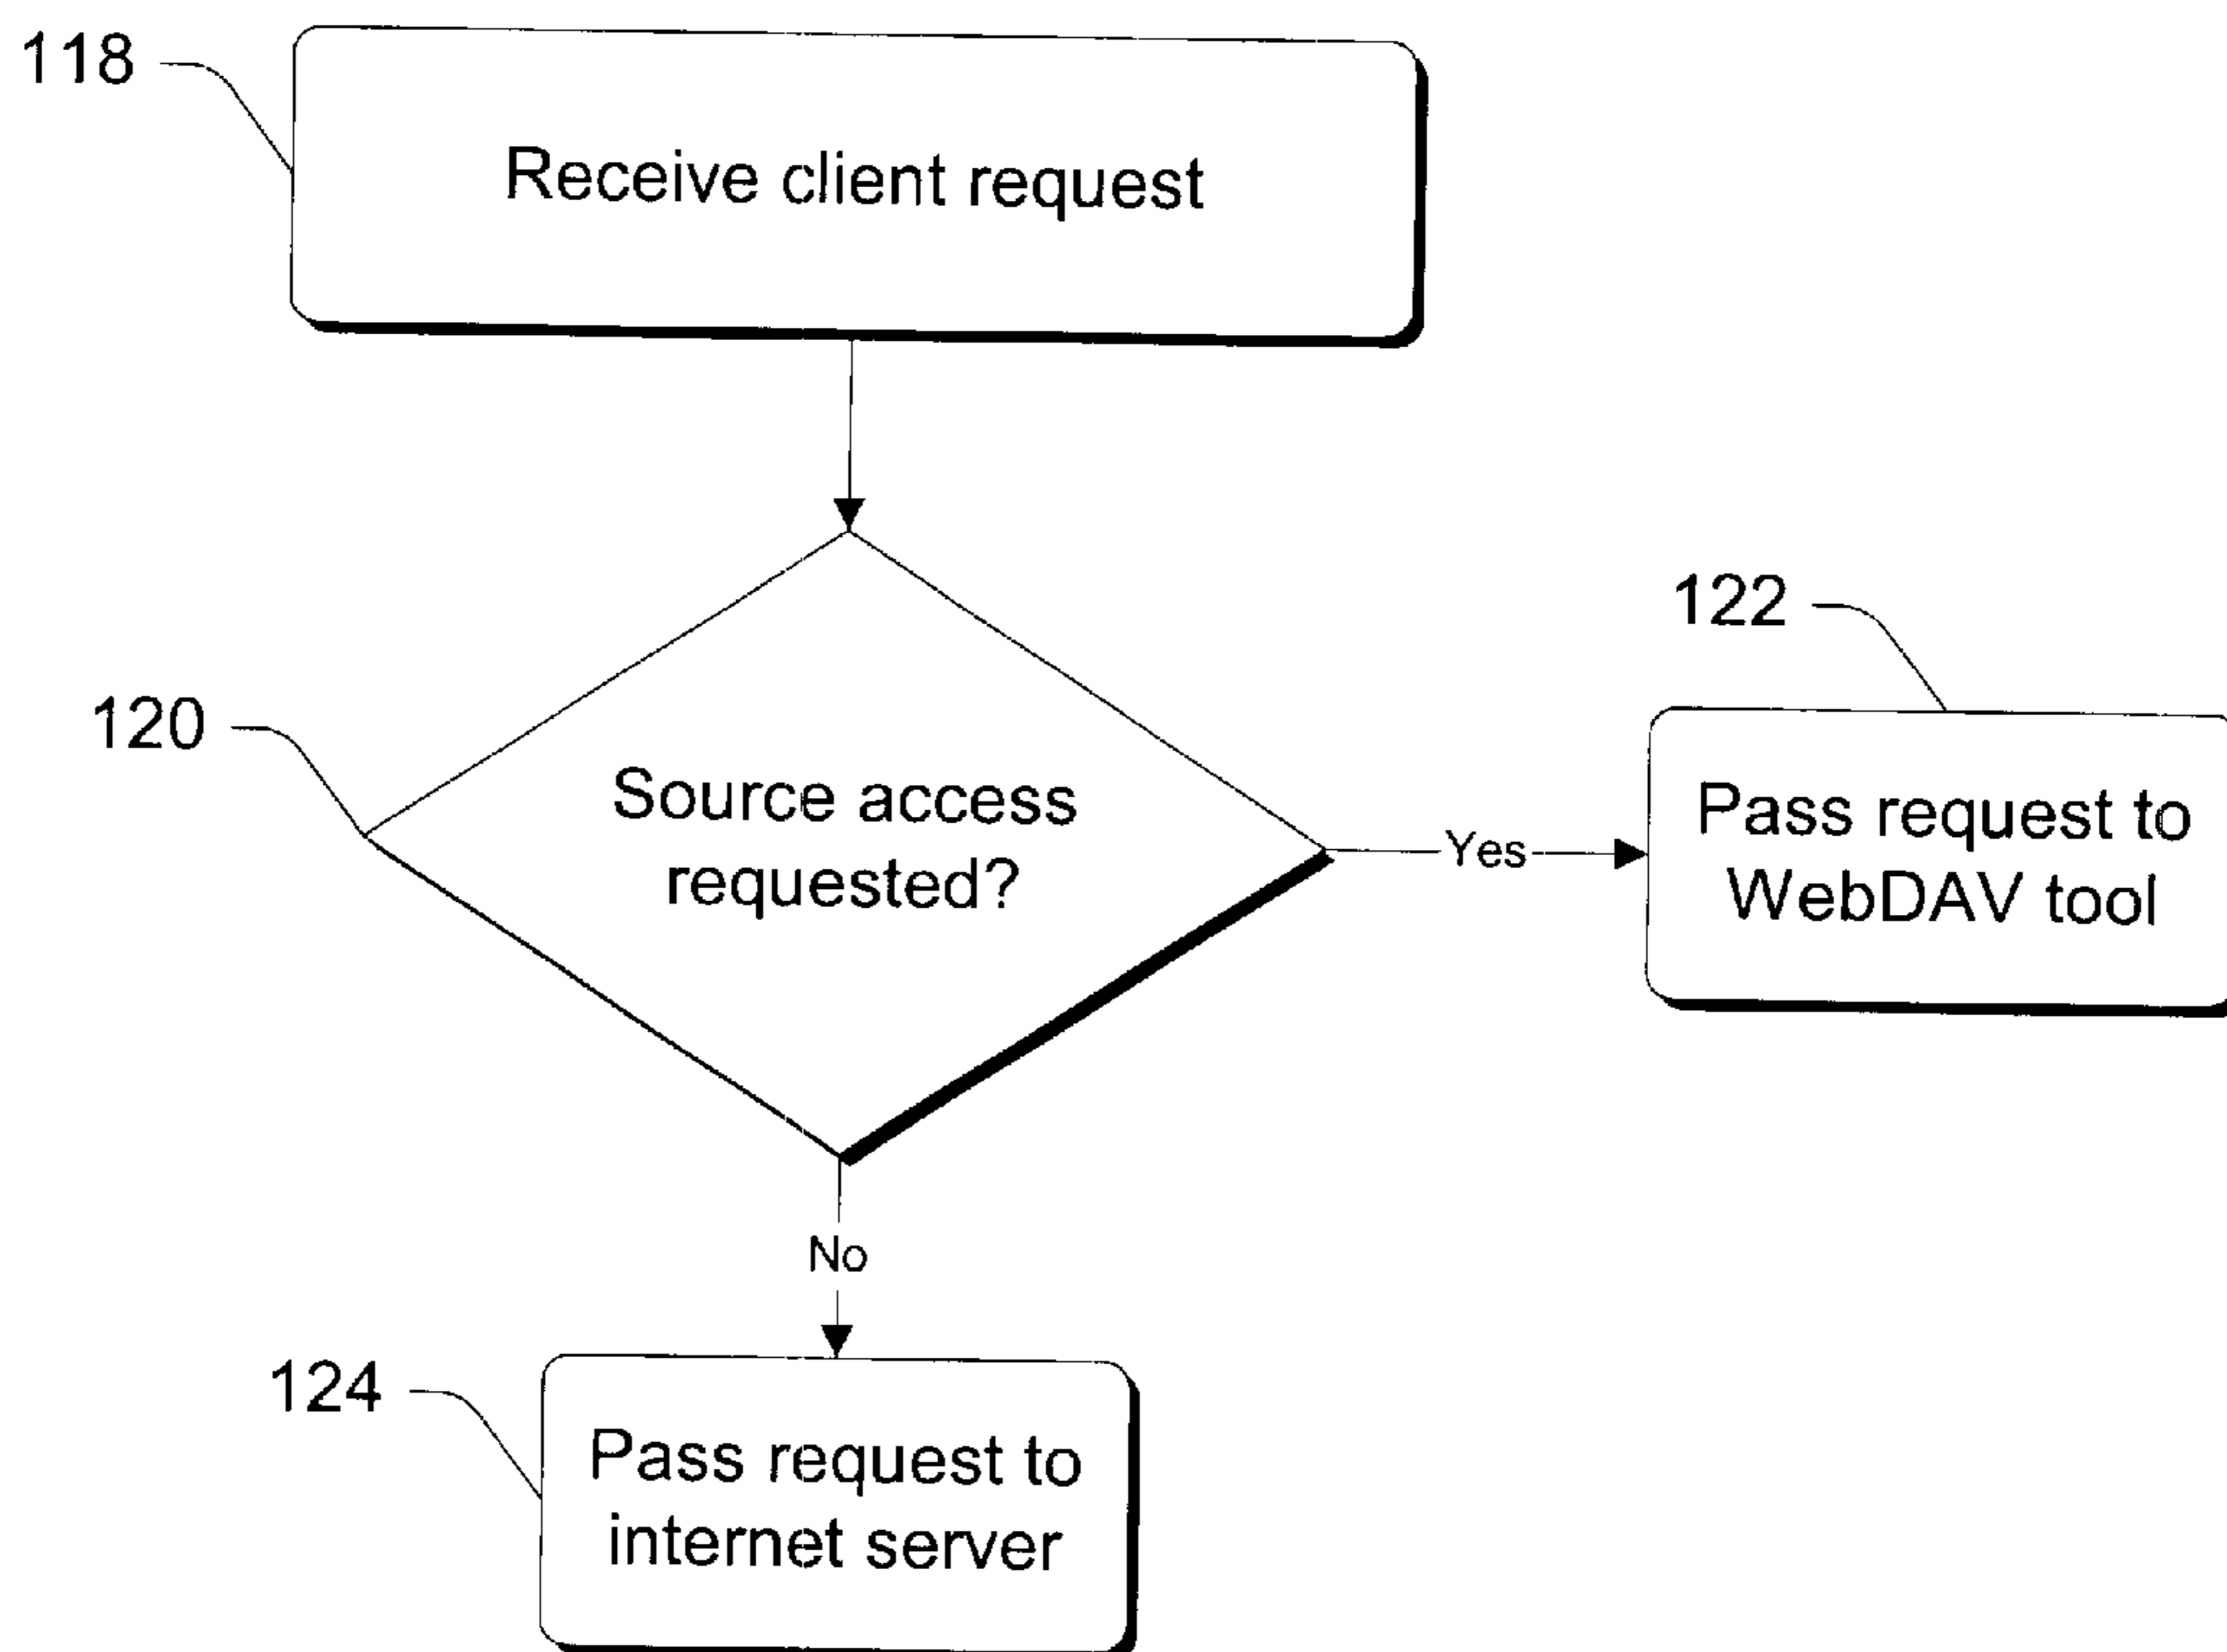 118
Receive client request
120
Source access
requested?
Yes
122
Pass request to
WebDAV tool
No
124
Pass request to
internet server